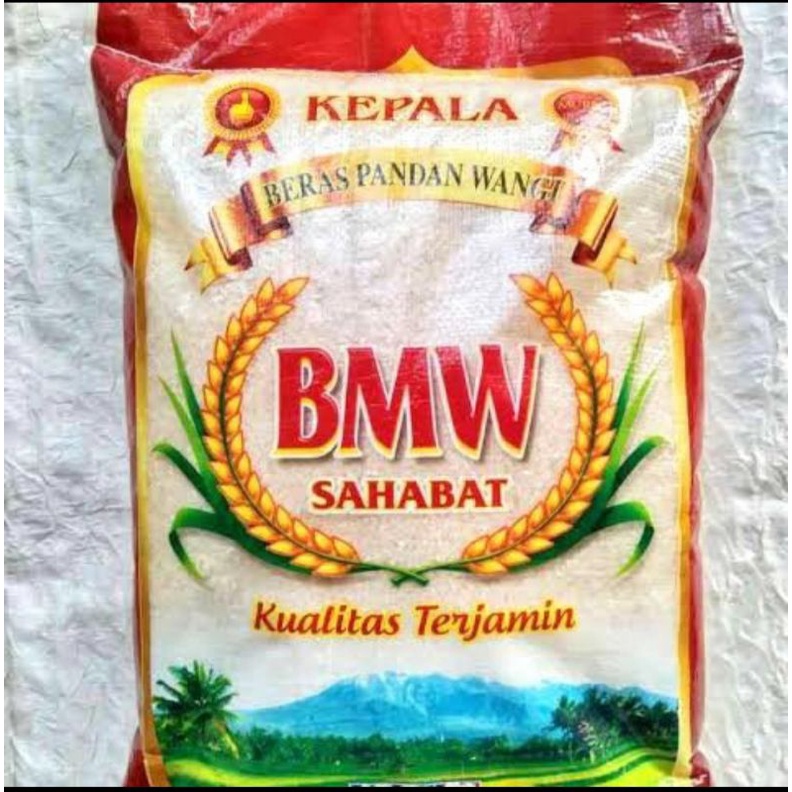 KEPALA
BERAS PANDAN WANGI
BMW
SAHABAT
Kualitas Terjamin